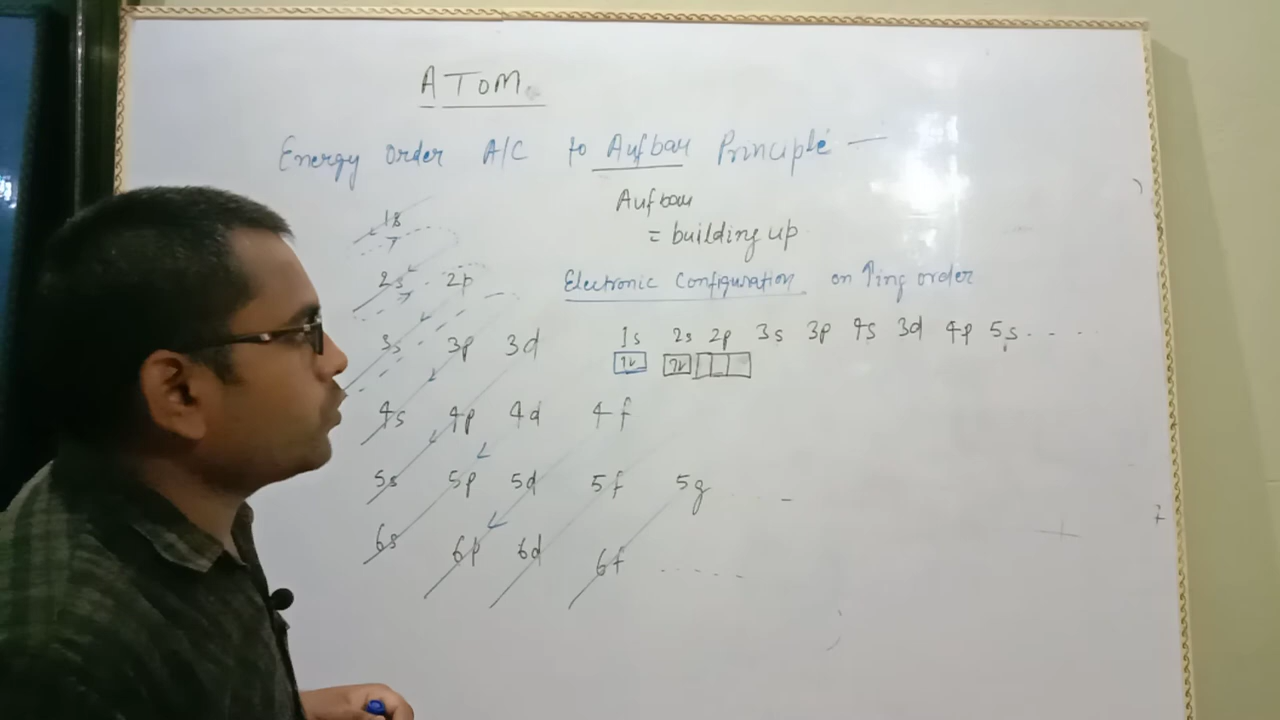 ATOM
Energy order A/C to Aufbau Principle —
Aufbau
= building up
Electronic Configuration on ↑ing order
1s 2s 2p 3s 3p 4s 3d 4p 5s - - - -
↑↓ ↑↓
1s
2s 2p
3s 3p 3d
4s 4p 4d 4f
5s 5p 5d 5f 5g - - - -
6s 6p 6d 6f - - - - - -